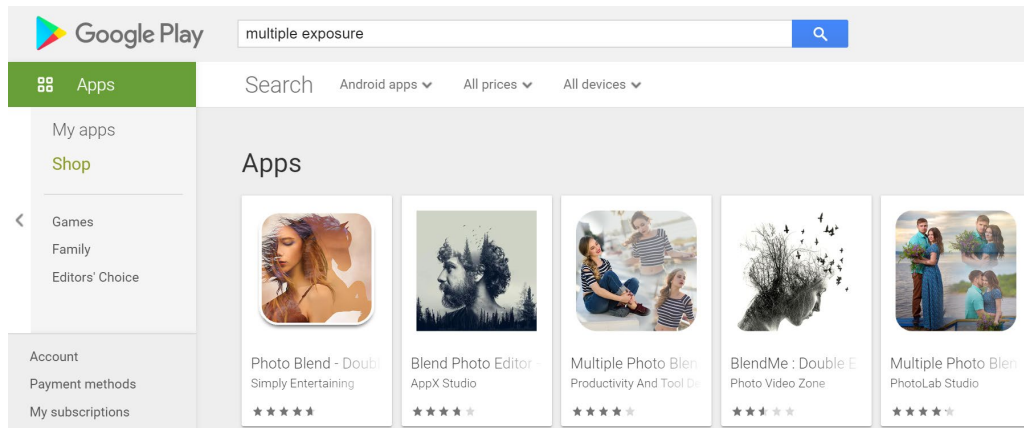 Google Play
multiple exposure
Apps
Search
Android apps
All prices
All devices
My apps
Shop
Games
Family
Editors' Choice
Account
Payment methods
My subscriptions
Apps
Photo Blend - Doubl
Simply Entertaining
Blend Photo Editor -
AppX Studio
Multiple Photo Blen
Productivity And Tool De
BlendMe : Double E
Photo Video Zone
Multiple Photo Blen
PhotoLab Studio